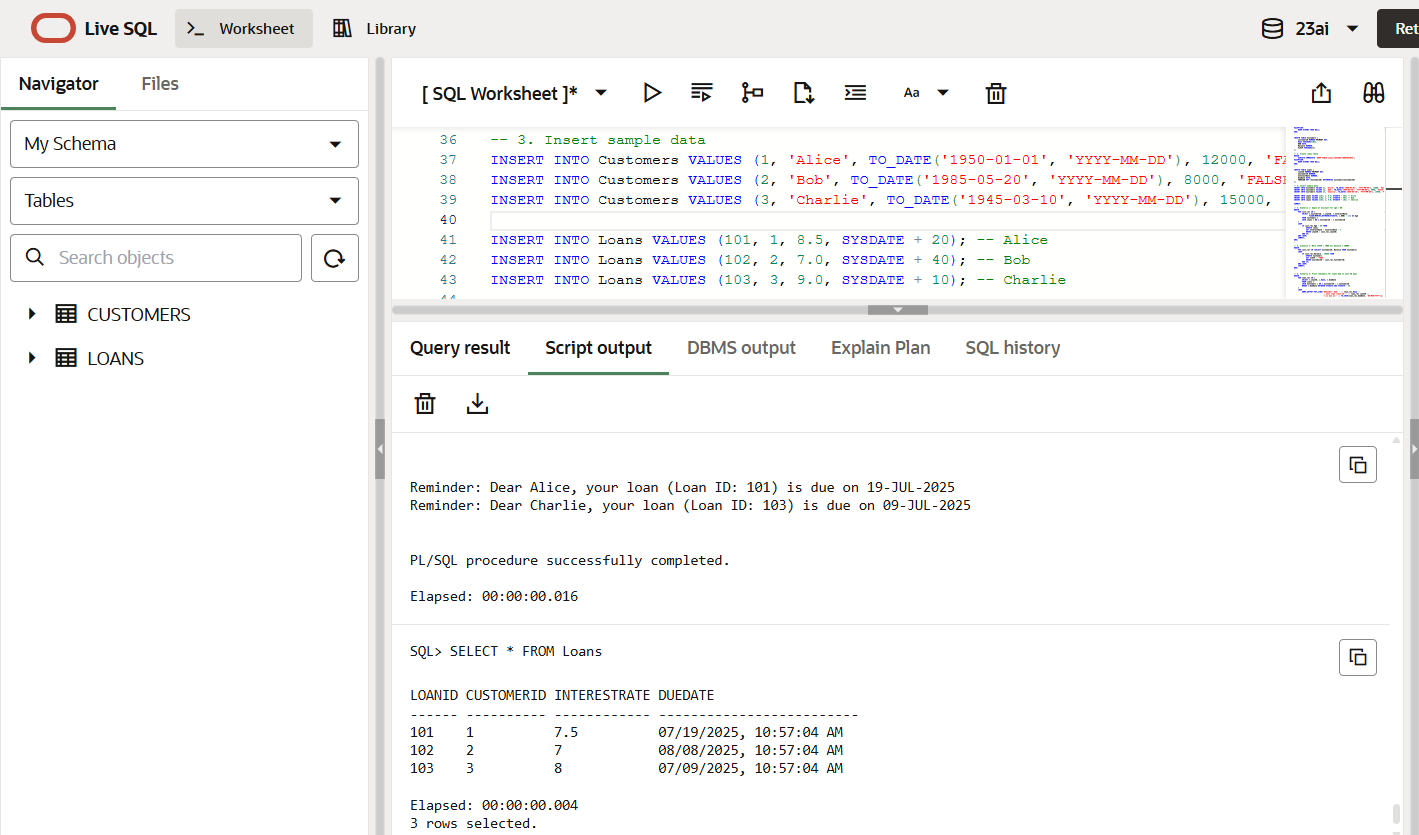 Live SQL
Worksheet
Library
23ai
Ret
Navigator
Files
My Schema
Tables
Search objects
CUSTOMERS
LOANS
[ SQL Worksheet ]*
Aa
36 -- 3. Insert sample data
37 INSERT INTO Customers VALUES (1, 'Alice', TO_DATE('1950-01-01', 'YYYY-MM-DD'), 12000, 'FA
38 INSERT INTO Customers VALUES (2, 'Bob', TO_DATE('1985-05-20', 'YYYY-MM-DD'), 8000, 'FALSE
39 INSERT INTO Customers VALUES (3, 'Charlie', TO_DATE('1945-03-10', 'YYYY-MM-DD'), 15000,
40
41 INSERT INTO Loans VALUES (101, 1, 8.5, SYSDATE + 20); -- Alice
42 INSERT INTO Loans VALUES (102, 2, 7.0, SYSDATE + 40); -- Bob
43 INSERT INTO Loans VALUES (103, 3, 9.0, SYSDATE + 10); -- Charlie
44
Query result
Script output
DBMS output
Explain Plan
SQL history
Reminder: Dear Alice, your loan (Loan ID: 101) is due on 19-JUL-2025
Reminder: Dear Charlie, your loan (Loan ID: 103) is due on 09-JUL-2025
PL/SQL procedure successfully completed.
Elapsed: 00:00:00.016
SQL> SELECT * FROM Loans
LOANID CUSTOMERID INTERESTRATE DUEDATE
------ ---------- ------------ -------------------------
101 1 7.5 07/19/2025, 10:57:04 AM
102 2 7 08/08/2025, 10:57:04 AM
103 3 8 07/09/2025, 10:57:04 AM
Elapsed: 00:00:00.004
3 rows selected.